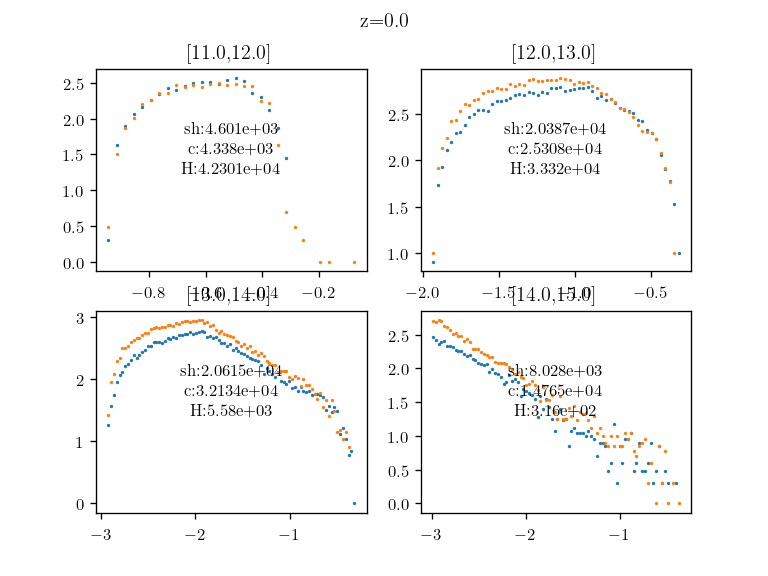 z=0.0
[11.0,12.0]
[12.0,13.0]
2.5
2.0
1.5
1.0
0.5
0.0
sh:4.601e+03
c:4.338e+03
H:4.2301e+04
−0.8
−0.6
−0.4
−0.2
2.5
2.0
1.5
1.0
sh:2.0387e+04
c:2.5308e+04
H:3.332e+04
−2.0
−1.5
−1.0
−0.5
[13.0,14.0]
[14.0,15.0]
3
2
1
0
sh:2.0615e+04
c:3.2134e+04
H:5.58e+03
−3
−2
−1
2.5
2.0
1.5
1.0
0.5
0.0
sh:8.028e+03
c:1.4765e+04
H:3.16e+02
−3
−2
−1